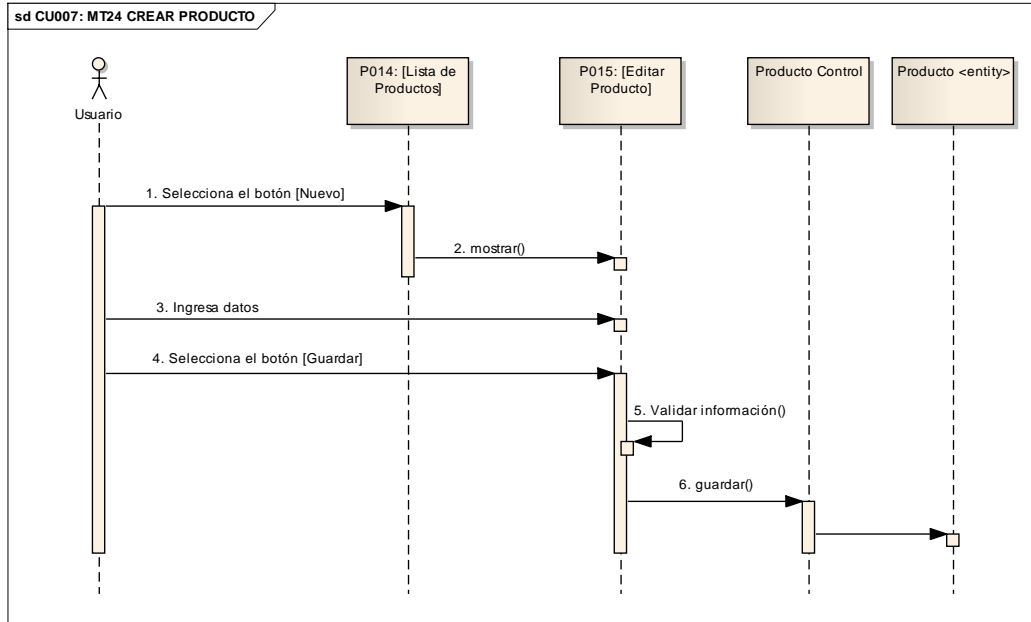 sd CU007: MT24 CREAR PRODUCTO
Usuario
P014: [Lista de
Productos]
P015: [Editar
Producto]
Producto Control
Producto <entity>
1. Selecciona el botón [Nuevo]
2. mostrar()
3. Ingresa datos
4. Selecciona el botón [Guardar]
5. Validar información()
6. guardar()